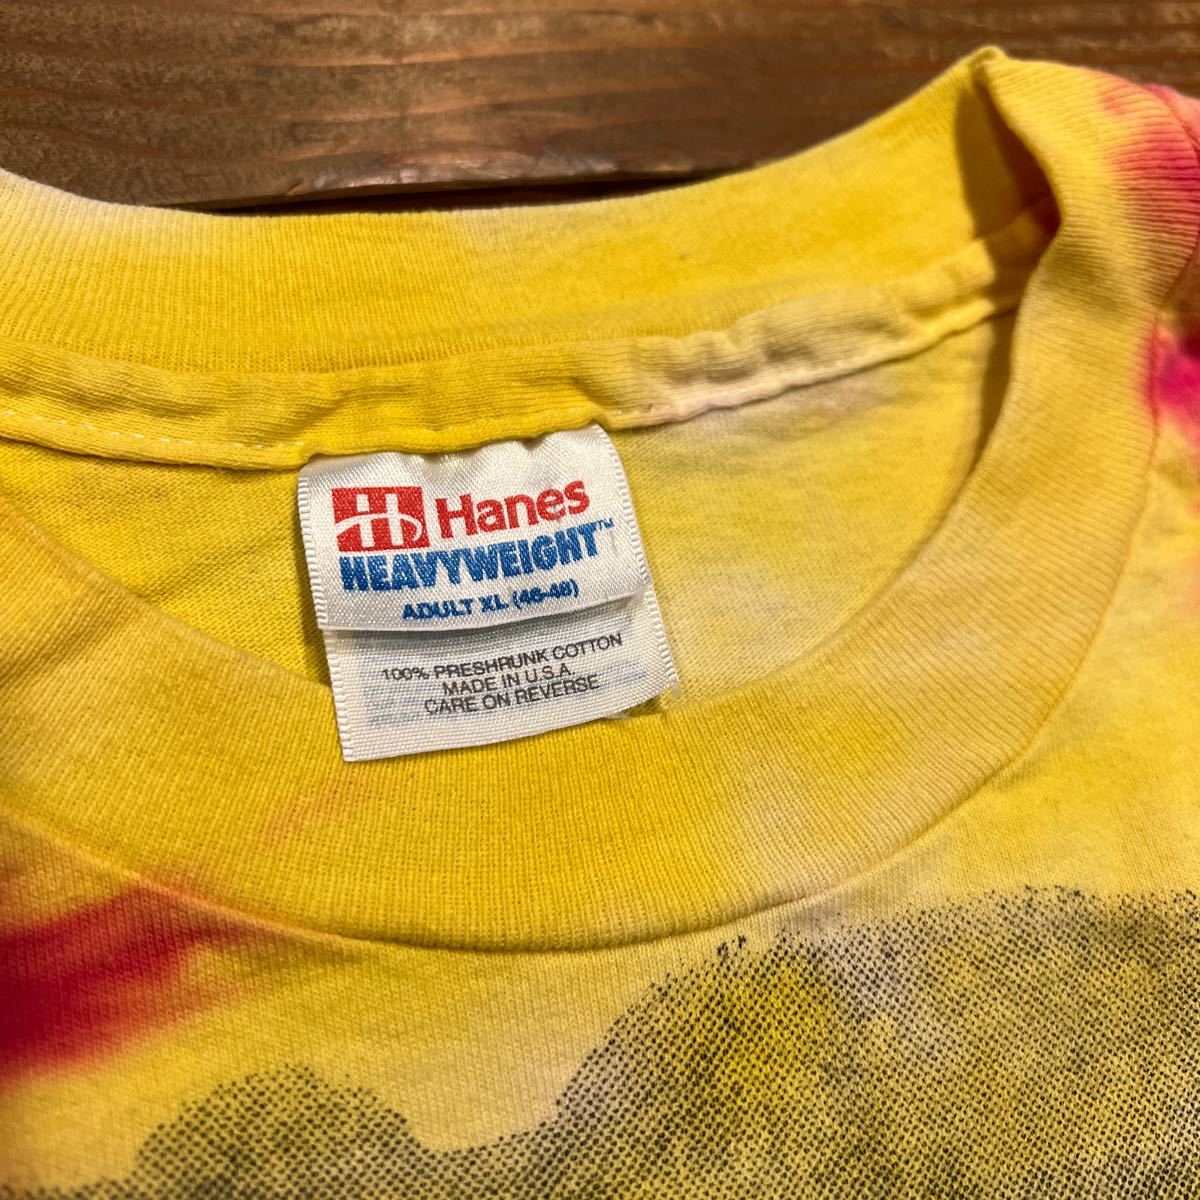 Hanes
HEAVYWEIGHT™
ADULT XL (46-48)
100% PRESHRUNK COTTON
MADE IN U.S.A.
CARE ON REVERSE